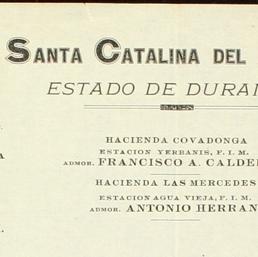 SANTA CATALINA DEL
ESTADO DE DURAN
HACIENDA COVADONGA
ESTACION YERBANIS, F. I. M.
ADMOR. FRANCISCO A. CALDE
HACIENDA LAS MERCEDES
ESTACION AGUA VIEJA, F. I. M.
ADMOR. ANTONIO HERRAN